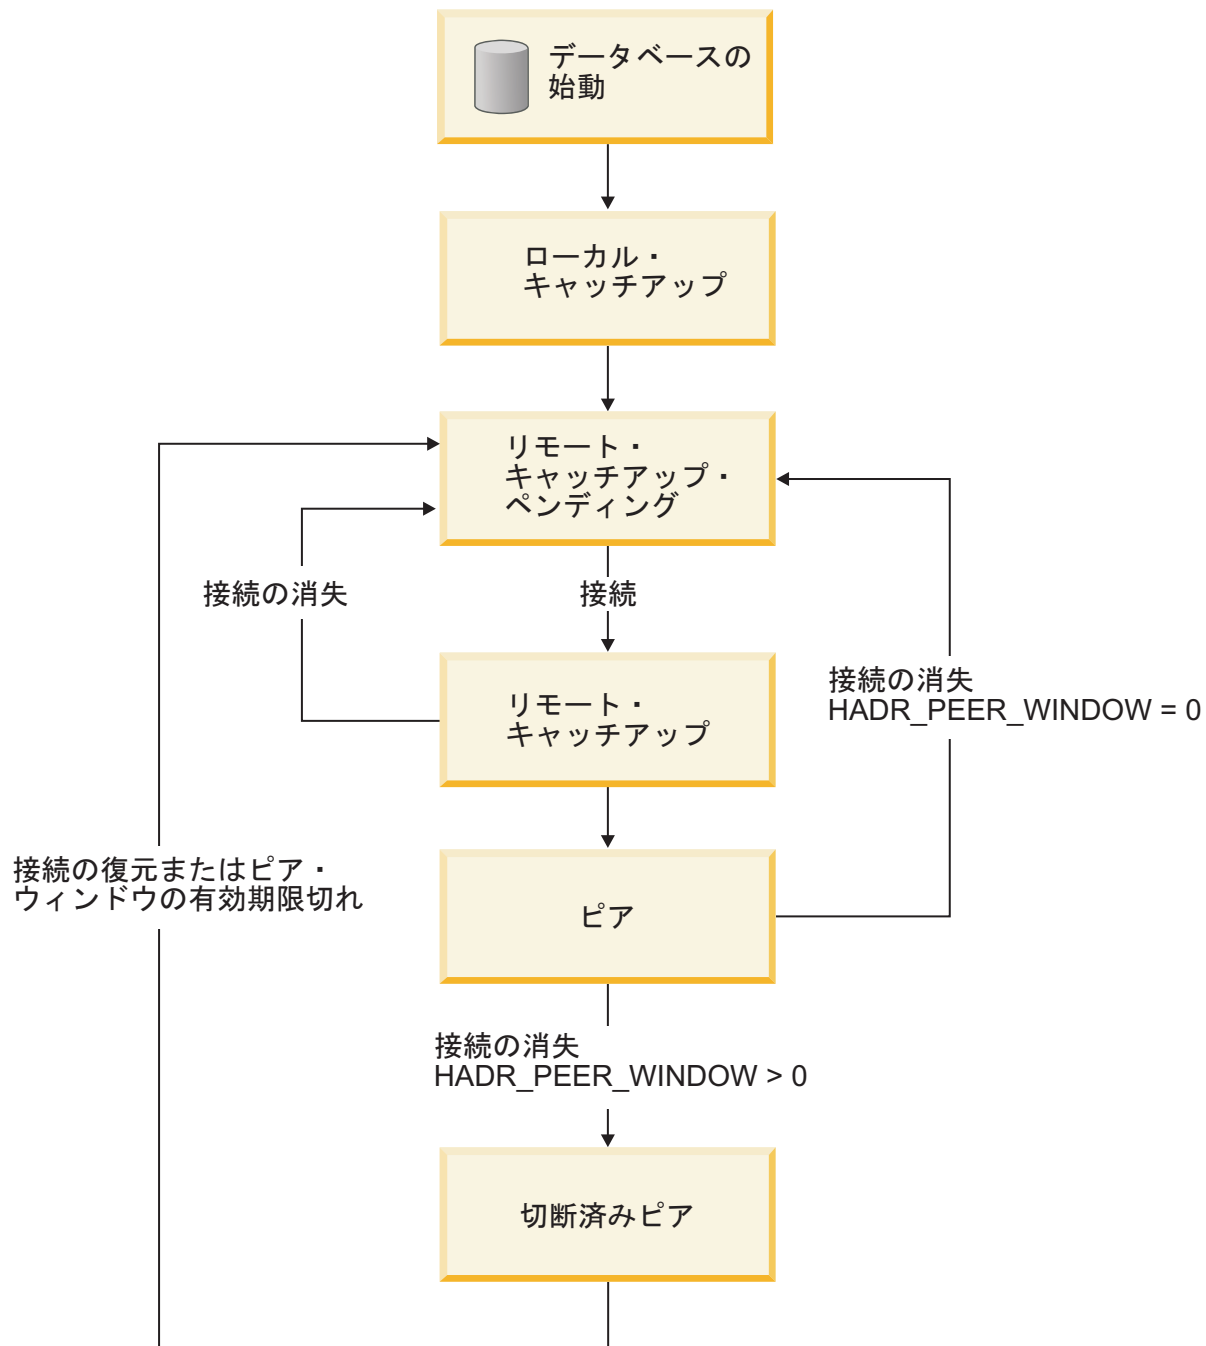 データベースの
始動
ローカル・
キャッチアップ
リモート・
キャッチアップ・
ペンディング
接続の消失
接続
リモート・
キャッチアップ
接続の消失
HADR_PEER_WINDOW = 0
接続の復元またはピア・
ウィンドウの有効期限切れ
ピア
接続の消失
HADR_PEER_WINDOW > 0
切断済みピア